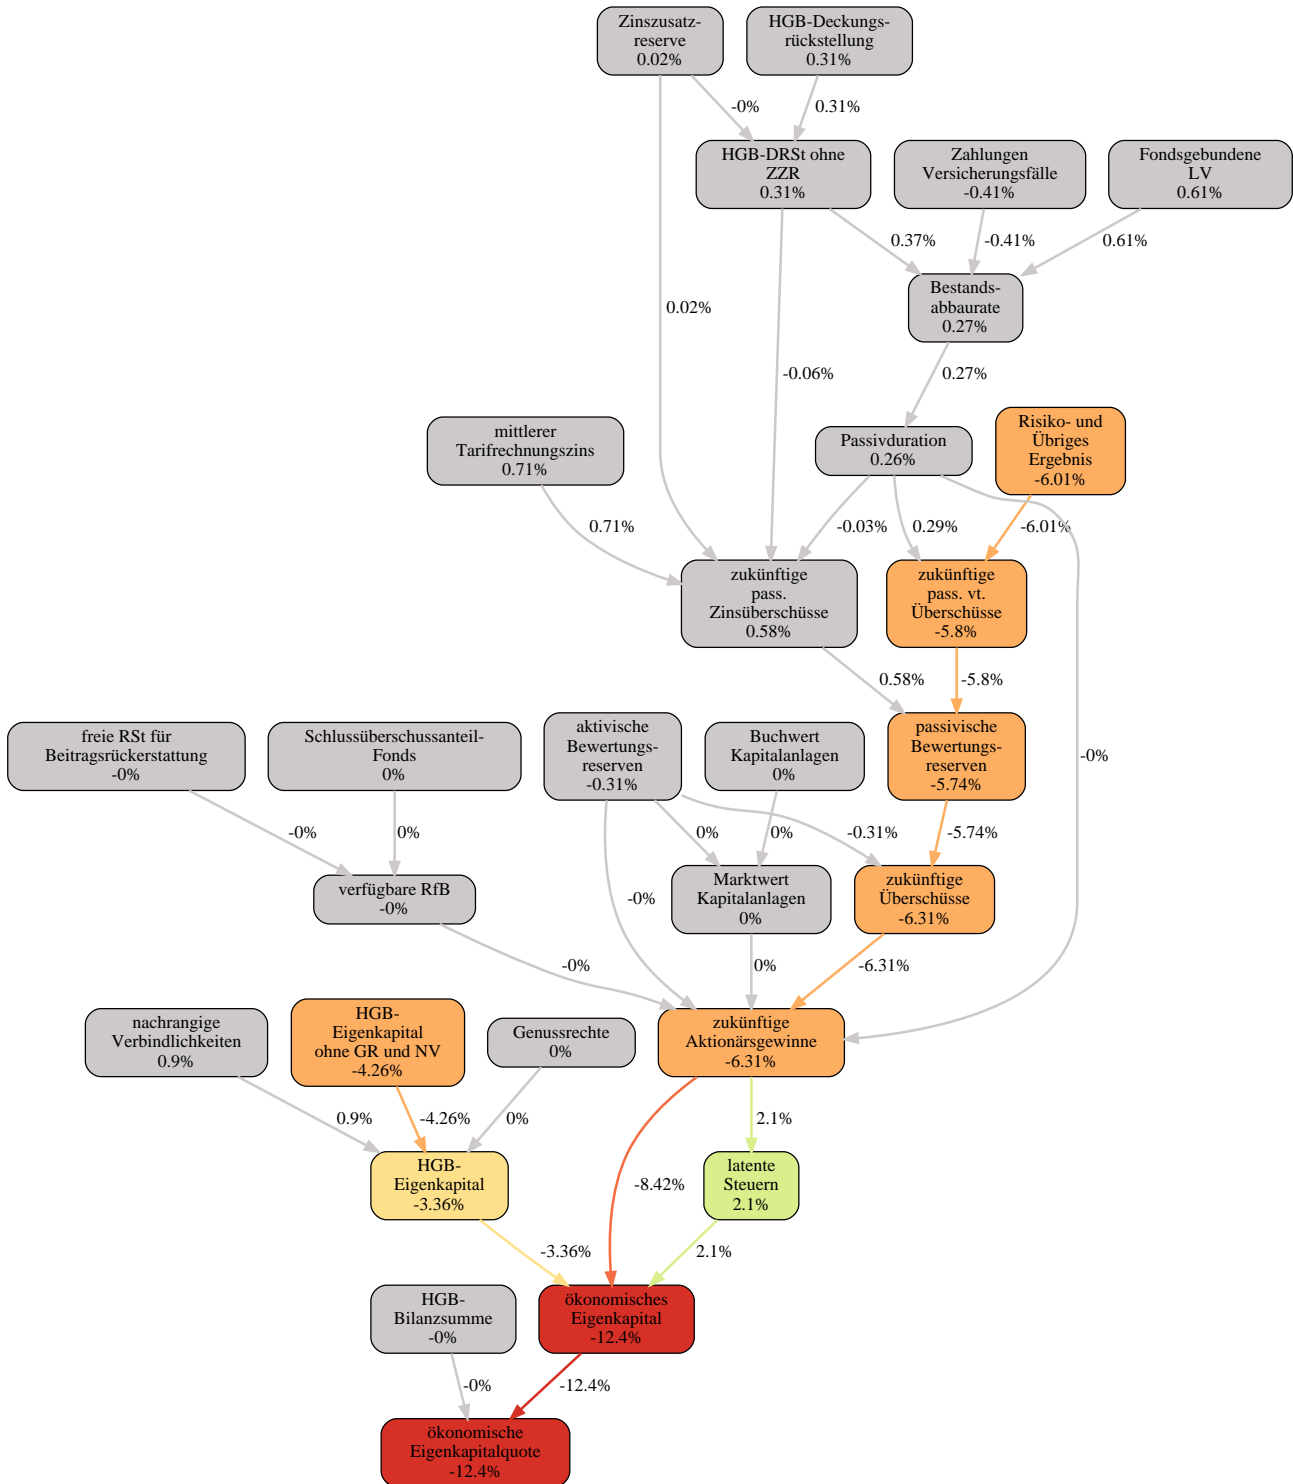 Zinszusatz-
reserve
0.02%
HGB-Deckungs-
rückstellung
0.31%
-0%
0.31%
HGB-DRSt ohne
ZZR
0.31%
Zahlungen
Versicherungsfälle
-0.41%
Fondsgebundene
LV
0.61%
0.37%
-0.41%
0.61%
Bestands-
abbaurate
0.27%
0.02%
-0.06%
0.27%
mittlerer
Tarifrechnungszins
0.71%
Passivduration
0.26%
Risiko- und
Übriges
Ergebnis
-6.01%
0.71%
-0.03%
0.29%
-6.01%
zukünftige
pass.
Zinsüberschüsse
0.58%
zukünftige
pass. vt.
Überschüsse
-5.8%
0.58%
-5.8%
freie RSt für
Beitragsrückerstattung
-0%
Schlussüberschussanteil-
Fonds
0%
aktivische
Bewertungs-
reserven
-0.31%
Buchwert
Kapitalanlagen
0%
passivische
Bewertungs-
reserven
-5.74%
-0%
-0%
0%
0%
0%
-0.31%
-5.74%
verfügbare RfB
-0%
-0%
Marktwert
Kapitalanlagen
0%
zukünftige
Überschüsse
-6.31%
-0%
0%
-6.31%
nachrangige
Verbindlichkeiten
0.9%
HGB-
Eigenkapital
ohne GR und NV
-4.26%
Genussrechte
0%
zukünftige
Aktionärsgewinne
-6.31%
0.9%
-4.26%
0%
2.1%
HGB-
Eigenkapital
-3.36%
-8.42%
latente
Steuern
2.1%
-3.36%
2.1%
HGB-
Bilanzsumme
-0%
ökonomisches
Eigenkapital
-12.4%
-0%
-12.4%
ökonomische
Eigenkapitalquote
-12.4%